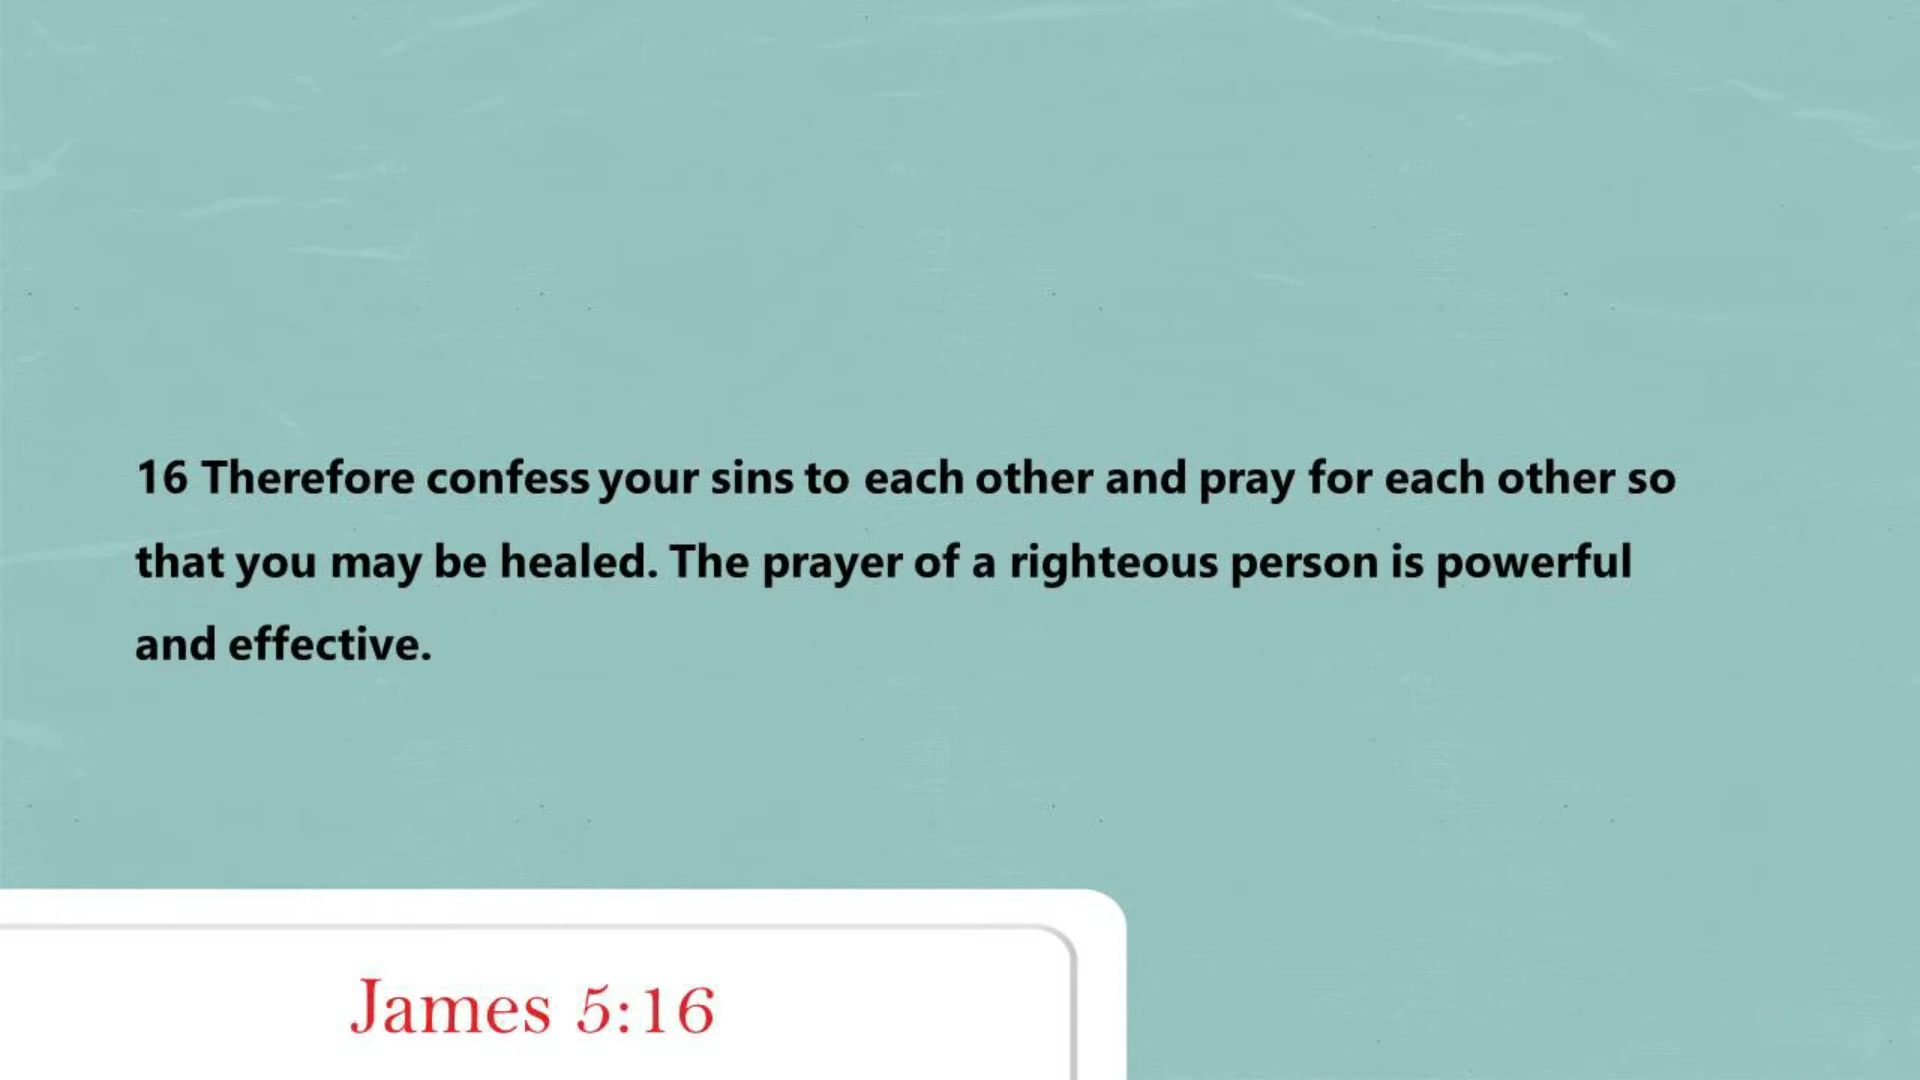 16 Therefore confess your sins to each other and pray for each other so
that you may be healed. The prayer of a righteous person is powerful
and effective.
James 5:16